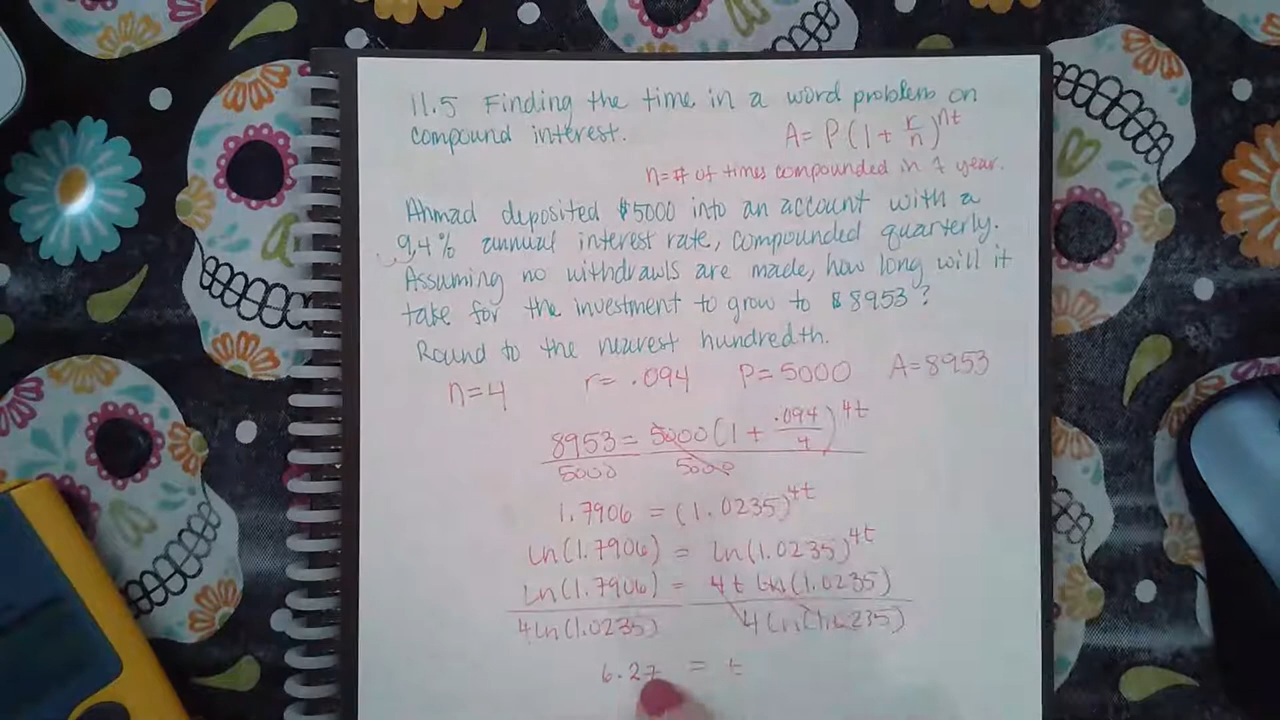 11.5 Finding the time in a word problem on
compound interest.
A = P(1 + r/n)^nt
n = # of times compounded in 1 year.
Ahmad deposited $5000 into an account with a
9.4% annual interest rate, compounded quarterly.
Assuming no withdrawls are made, how long will it
take for the investment to grow to $8953?
Round to the nearest hundredth.
n=4 r= .094 P=5000 A=8953
8953 = 5000(1 + .094/4)^4t
5000 5000
1.7906 = (1.0235)^4t
ln(1.7906) = ln(1.0235)^4t
ln(1.7906) = 4t ln(1.0235)
4ln(1.0235) 4ln(1.0235)
6.27 = t